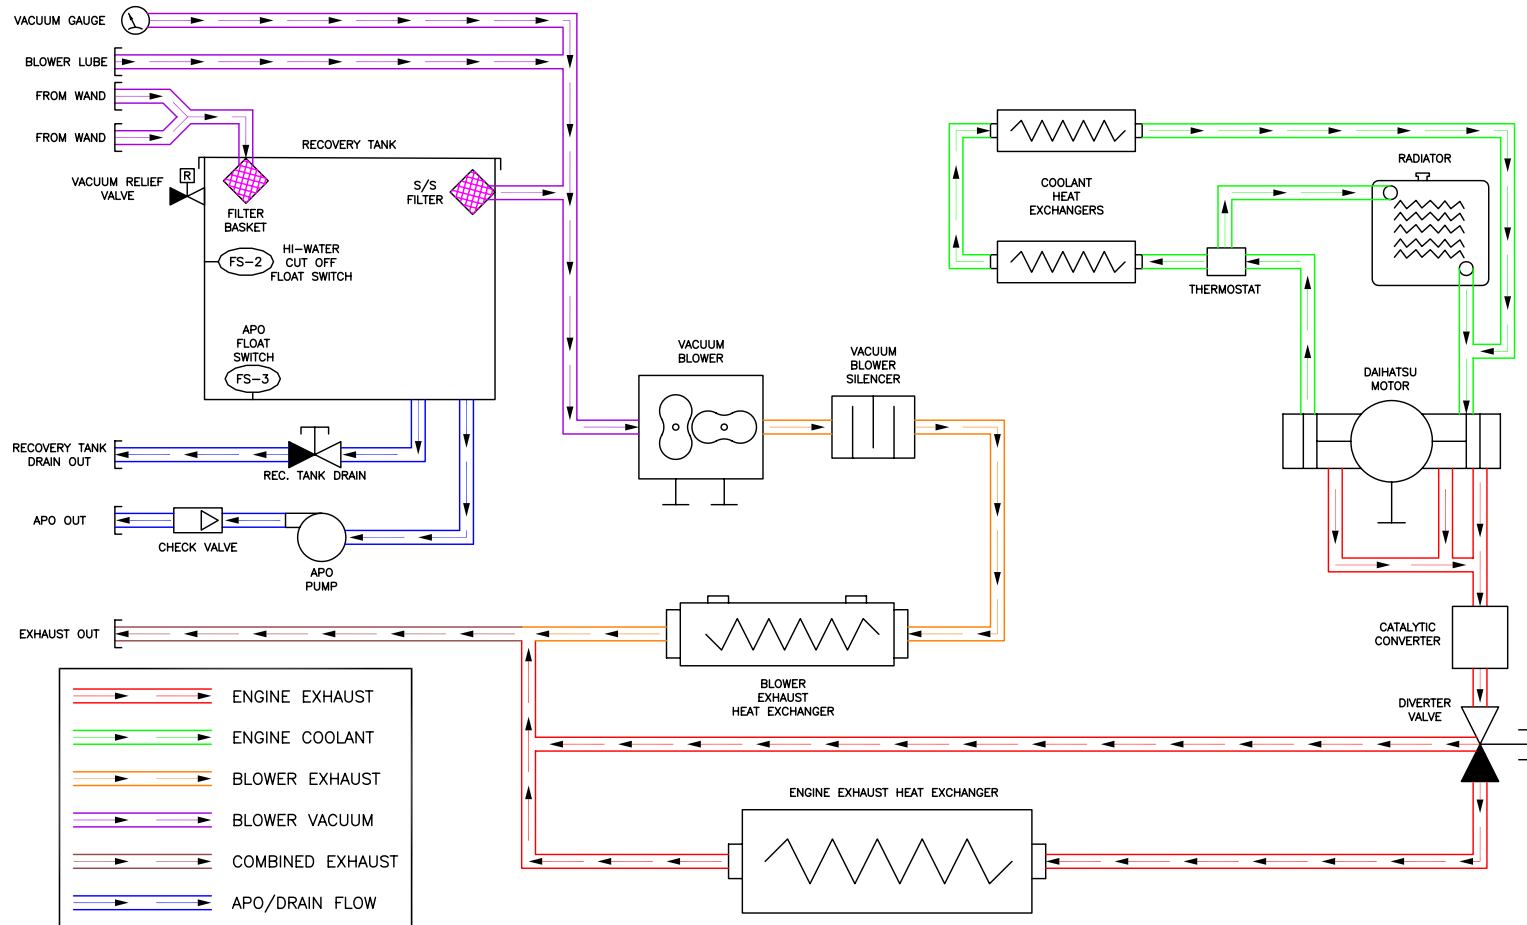 VACUUM GAUGE
BLOWER LUBE
FROM WAND
FROM WAND
RECOVERY TANK
R
VACUUM RELIEF
VALVE
FILTER
BASKET
S/S
FILTER
FS-2
HI-WATER
CUT OFF
FLOAT SWITCH
APO
FLOAT
SWITCH
FS-3
RECOVERY TANK
DRAIN OUT
REC. TANK DRAIN
APO OUT
CHECK VALVE
APO
PUMP
VACUUM
BLOWER
VACUUM
BLOWER
SILENCER
COOLANT
HEAT
EXCHANGERS
RADIATOR
THERMOSTAT
DAIHATSU
MOTOR
EXHAUST OUT
BLOWER
EXHAUST
HEAT EXCHANGER
CATALYTIC
CONVERTER
DIVERTER
VALVE
ENGINE EXHAUST HEAT EXCHANGER
ENGINE EXHAUST
ENGINE COOLANT
BLOWER EXHAUST
BLOWER VACUUM
COMBINED EXHAUST
APO/DRAIN FLOW